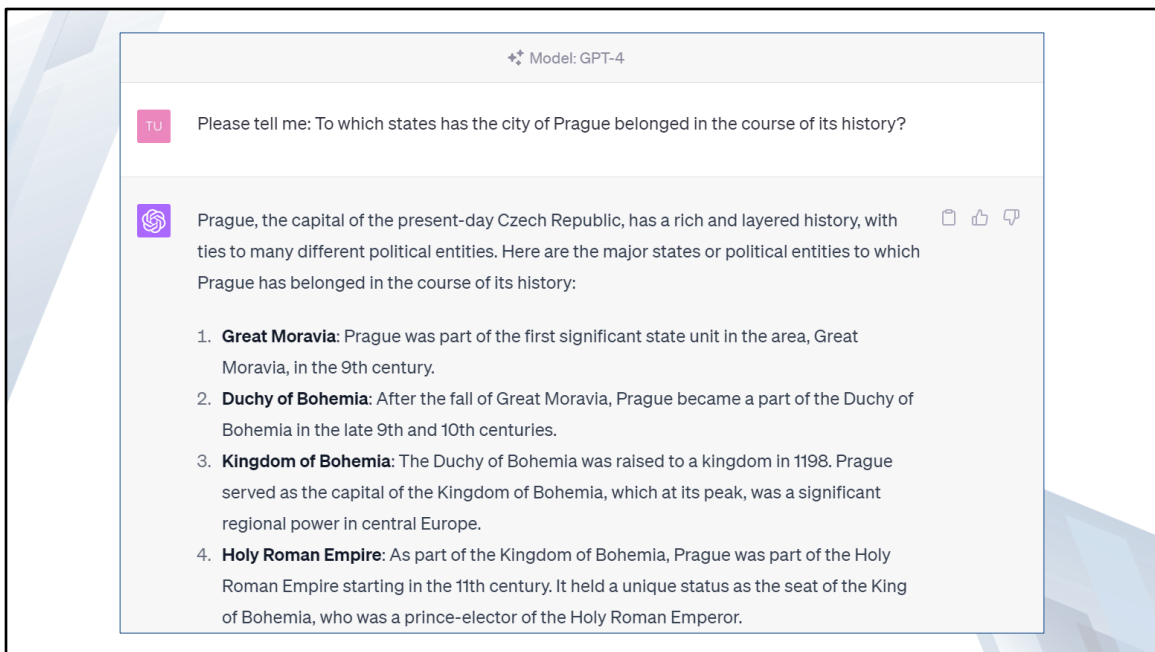 Model: GPT-4
TU
Please tell me: To which states has the city of Prague belonged in the course of its history?
Prague, the capital of the present-day Czech Republic, has a rich and layered history, with
ties to many different political entities. Here are the major states or political entities to which
Prague has belonged in the course of its history:
1. Great Moravia: Prague was part of the first significant state unit in the area, Great
Moravia, in the 9th century.
2. Duchy of Bohemia: After the fall of Great Moravia, Prague became a part of the Duchy of
Bohemia in the late 9th and 10th centuries.
3. Kingdom of Bohemia: The Duchy of Bohemia was raised to a kingdom in 1198. Prague
served as the capital of the Kingdom of Bohemia, which at its peak, was a significant
regional power in central Europe.
4. Holy Roman Empire: As part of the Kingdom of Bohemia, Prague was part of the Holy
Roman Empire starting in the 11th century. It held a unique status as the seat of the King
of Bohemia, who was a prince-elector of the Holy Roman Emperor.